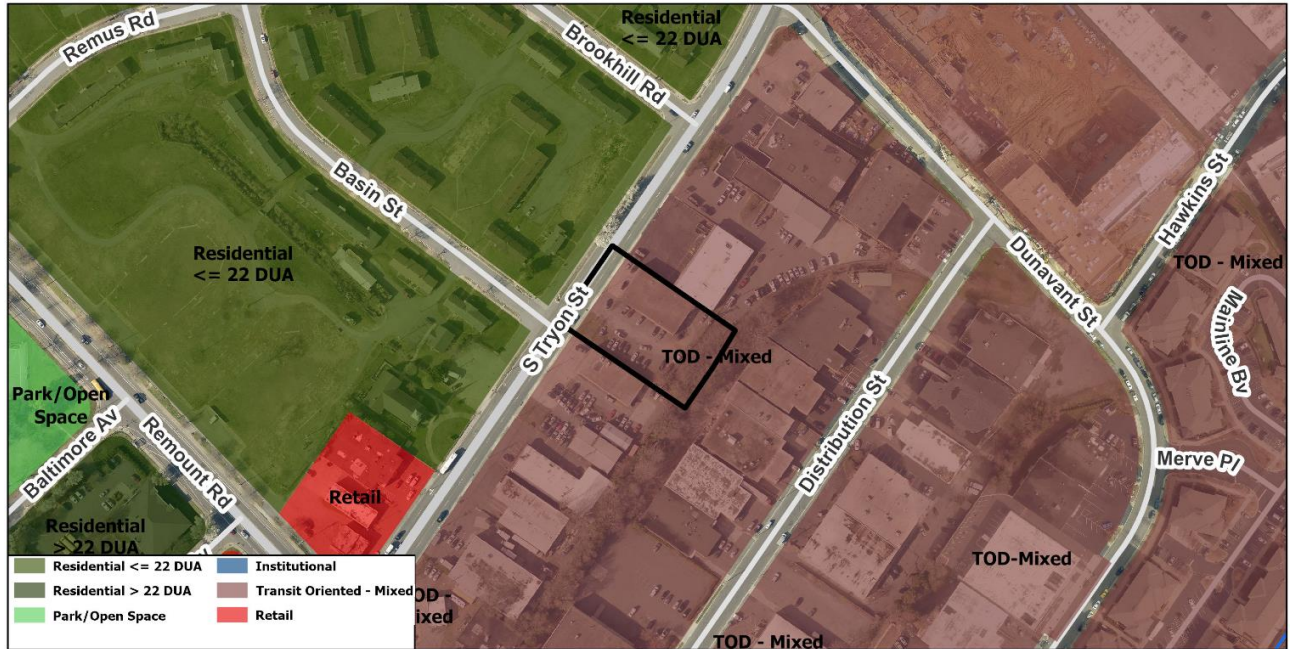 Remus Rd
Brookhill Rd
Residential
<= 22 DUA
Basin St
Hawkins St
Residential
<= 22 DUA
Dunavant St
TOD - Mixed
Mainline Bv
S Tryon St
TOD - Mixed
Park/Open
Space
Baltimore Av
Remount Rd
Distribution St
Merve Pl
Retail
Residential
> 22 DUA
TOD-Mixed
Residential <= 22 DUA
Residential > 22 DUA
Park/Open Space
Institutional
Transit Oriented - Mixed
Retail
OD -
ixed
TOD - Mixed